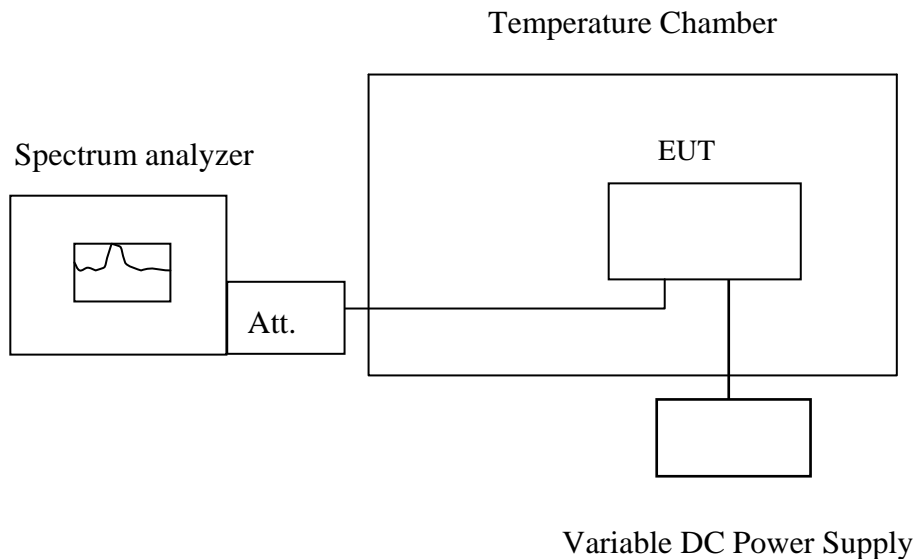 Temperature Chamber
Spectrum analyzer
EUT
Att.
Variable DC Power Supply